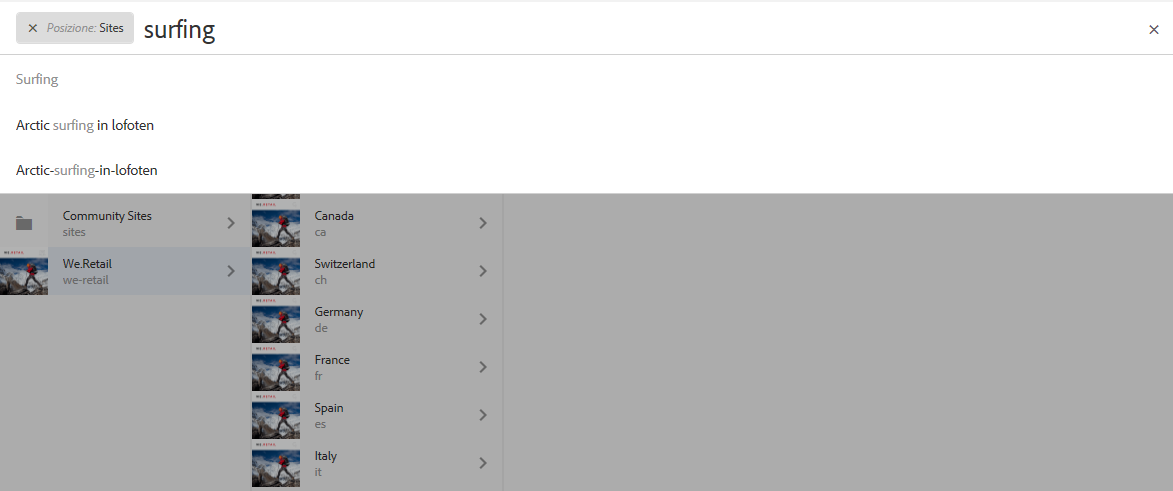 Posizione: Sites surfing
Surfing
Arctic surfing in lofoten
Arctic-surfing-in-lofoten
Community Sites
sites
We.Retail
we-retail
Canada
ca
Switzerland
ch
Germany
de
France
fr
Spain
es
Italy
it